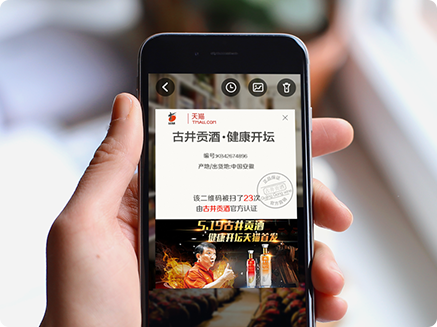 天猫
TMALL.COM
古井贡酒·健康开坛
编号:90842674896
产地/出货地:中国安徽
该二维码被扫了23次
由古井贡酒官方认证
5.19古井贡酒
健康开坛天猫首发